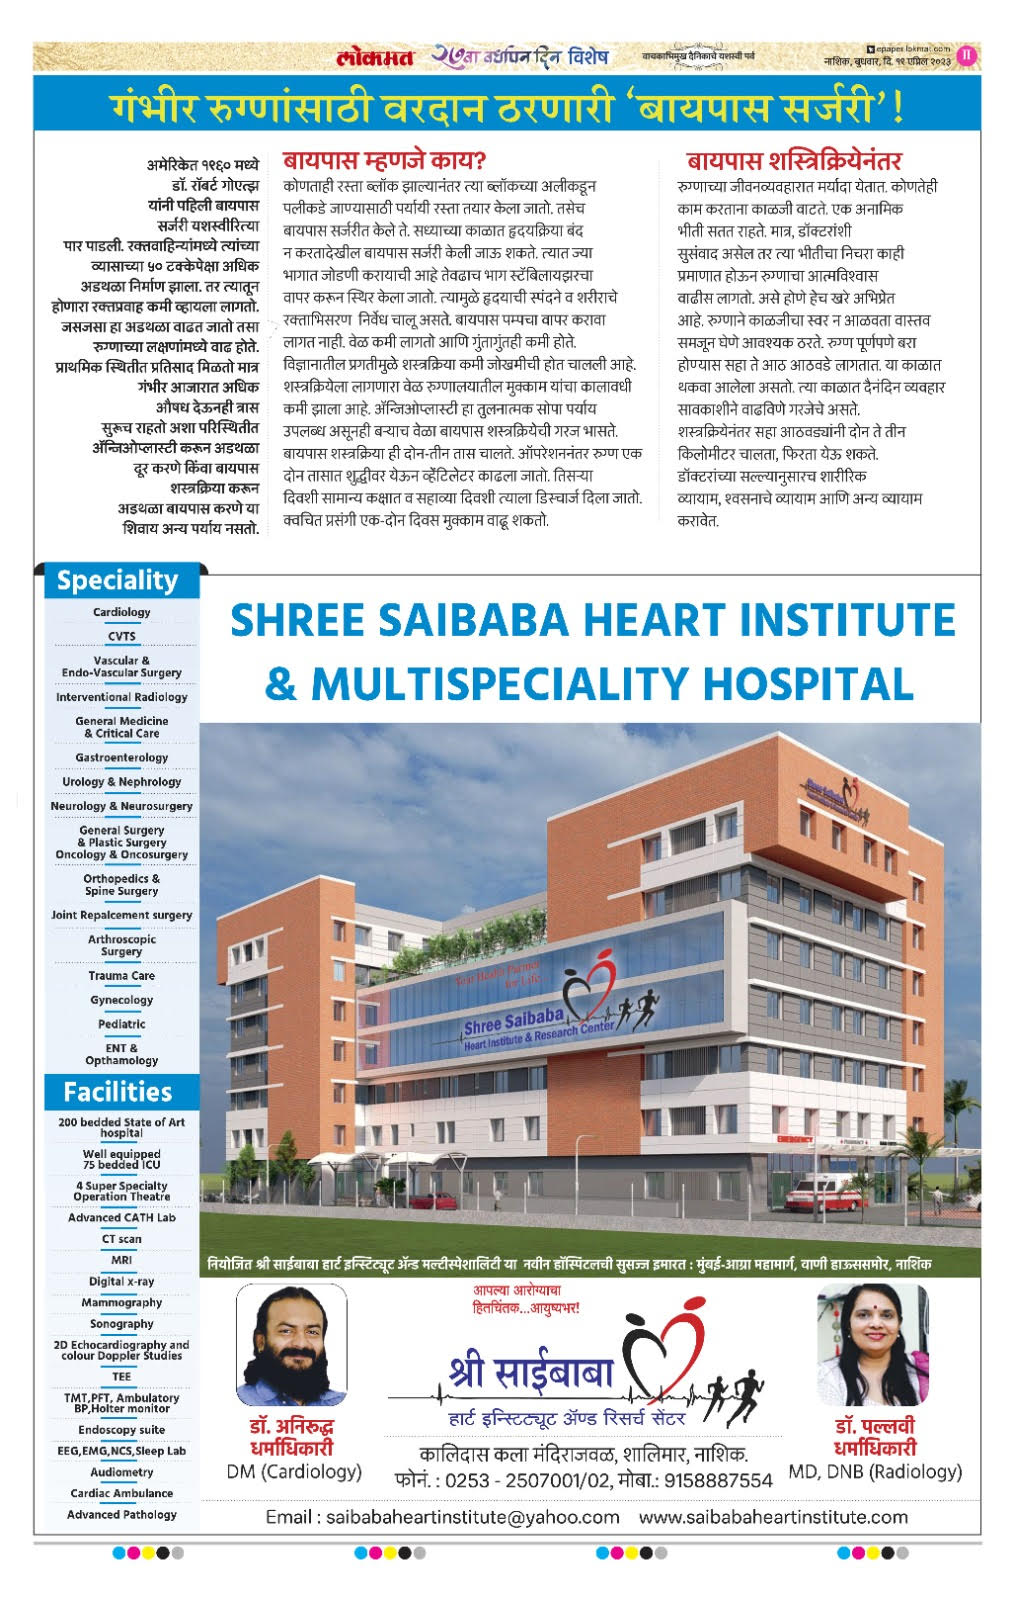 लोकमत २७वा वर्धापन दिन विशेष
वाचकाभिमुख दैनिकाचे यशस्वी पर्व
epaper.lokmat.com
नाशिक, बुधवार, दि. १९ एप्रिल २०२३
II
गंभीर रुग्णांसाठी वरदान ठरणारी ‘बायपास सर्जरी’!
अमेरिकेत १९६० मध्ये
डॉ. रॉबर्ट गोएत्झ
यांनी पहिली बायपास
सर्जरी यशस्वीरित्या
पार पाडली. रक्तवाहिन्यांमध्ये त्यांच्या
व्यासाच्या ५० टक्केपेक्षा अधिक
अडथळा निर्माण झाला. तर त्यातून
होणारा रक्तप्रवाह कमी व्हायला लागतो.
जसजसा हा अडथळा वाढत जातो तसा
रुग्णाच्या लक्षणांमध्ये वाढ होते.
प्राथमिक स्थितीत प्रतिसाद मिळतो मात्र
गंभीर आजारात अधिक
औषध देऊनही त्रास
सुरूच राहतो अशा परिस्थितीत
ॲन्जिओप्लास्टी करून अडथळा
दूर करणे किंवा बायपास
शस्त्रक्रिया करून
अडथळा बायपास करणे या
शिवाय अन्य पर्याय नसतो.
बायपास म्हणजे काय?
कोणताही रस्ता ब्लॉक झाल्यानंतर त्या ब्लॉकच्या अलीकडून
पलीकडे जाण्यासाठी पर्यायी रस्ता तयार केला जातो. तसेच
बायपास सर्जरीत केले ते. सध्याच्या काळात हृदयक्रिया बंद
न करतादेखील बायपास सर्जरी केली जाऊ शकते. त्यात ज्या
भागात जोडणी करायाची आहे तेवढाच भाग स्टॅबिलायझरचा
वापर करून स्थिर केला जातो. त्यामुळे हृदयाची स्पंदने व शरीराचे
रक्ताभिसरण निर्वेध चालू असते. बायपास पम्पचा वापर करावा
लागत नाही. वेळ कमी लागतो आणि गुंतागुंतही कमी होते.
विज्ञानातील प्रगतीमुळे शस्त्रक्रिया कमी जोखमीची होत चालली आहे.
शस्त्रक्रियेला लागणारा वेळ रुग्णालयातील मुक्काम यांचा कालावधी
कमी झाला आहे. ॲन्जिओप्लास्टी हा तुलनात्मक सोपा पर्याय
उपलब्ध असूनही बऱ्याच वेळा बायपास शस्त्रक्रियेची गरज भासते.
बायपास शस्त्रक्रिया ही दोन-तीन तास चालते. ऑपरेशननंतर रुग्ण एक
दोन तासात शुद्धीवर येऊन व्हेंटिलेटर काढला जातो. तिसऱ्या
दिवशी सामान्य कक्षात व सहाव्या दिवशी त्याला डिस्चार्ज दिला जातो.
क्वचित प्रसंगी एक-दोन दिवस मुक्काम वाढू शकतो.
बायपास शस्त्रिक्रियेनंतर
रुग्णाच्या जीवनव्यवहारात मर्यादा येतात. कोणतेही
काम करताना काळजी वाटते. एक अनामिक
भीती सतत राहते. मात्र, डॉक्टरांशी
सुसंवाद असेल तर त्या भीतीचा निचरा काही
प्रमाणात होऊन रुग्णाचा आत्मविश्वास
वाढीस लागतो. असे होणे हेच खरे अभिप्रेत
आहे. रुग्णाने काळजीचा स्वर न आळवता वास्तव
समजून घेणे आवश्यक ठरते. रुग्ण पूर्णपणे बरा
होण्यास सहा ते आठ आठवडे लागतात. या काळात
थकवा आलेला असतो. त्या काळात दैनंदिन व्यवहार
सावकाशीने वाढविणे गरजेचे असते.
शस्त्रक्रियेनंतर सहा आठवड्यांनी दोन ते तीन
किलोमीटर चालता, फिरता येऊ शकते.
डॉक्टरांच्या सल्ल्यानुसारच शारीरिक
व्यायाम, श्वसनाचे व्यायाम आणि अन्य व्यायाम
करावेत.
Speciality
Cardiology
CVTS
Vascular &
Endo-Vascular Surgery
Interventional Radiology
General Medicine
& Critical Care
Gastroenterology
Urology & Nephrology
Neurology & Neurosurgery
General Surgery
& Plastic Surgery
Oncology & Oncosurgery
Orthopedics &
Spine Surgery
Joint Repalcement surgery
Arthroscopic
Surgery
Trauma Care
Gynecology
Pediatric
ENT &
Opthamology
Facilities
200 bedded State of Art
hospital
Well equipped
75 bedded ICU
4 Super Specialty
Operation Theatre
Advanced CATH Lab
CT scan
MRI
Digital x-ray
Mammography
Sonography
2D Echocardiography and
colour Doppler Studies
TEE
TMT,PFT, Ambulatory
BP,Holter monitor
Endoscopy suite
EEG,EMG,NCS,Sleep Lab
Audiometry
Cardiac Ambulance
Advanced Pathology
SHREE SAIBABA HEART INSTITUTE
& MULTISPECIALITY HOSPITAL
Shree Saibaba
Your Health Partner
for Life
Shree Saibaba
Heart Institute & Research Center
EMERGENCY
PHARMACY
नियोजित श्री साईबाबा हार्ट इन्स्टिट्यूट ॲन्ड मल्टीस्पेशालिटी या नवीन हॉस्पिटलची सुसज्ज इमारत : मुंबई-आग्रा महामार्ग, वाणी हाऊससमोर, नाशिक
डॉ. अनिरुद्ध
धर्माधिकारी
DM (Cardiology)
आपल्या आरोग्याचा
हितचिंतक...आयुष्यभर!
श्री साईबाबा
हार्ट इन्स्टिट्यूट ॲण्ड रिसर्च सेंटर
कालिदास कला मंदिराजवळ, शालिमार, नाशिक.
फोनं. : 0253 - 2507001/02, मोबा.: 9158887554
डॉ. पल्लवी
धर्माधिकारी
MD, DNB (Radiology)
Email : saibabaheartinstitute@yahoo.com www.saibabaheartinstitute.com